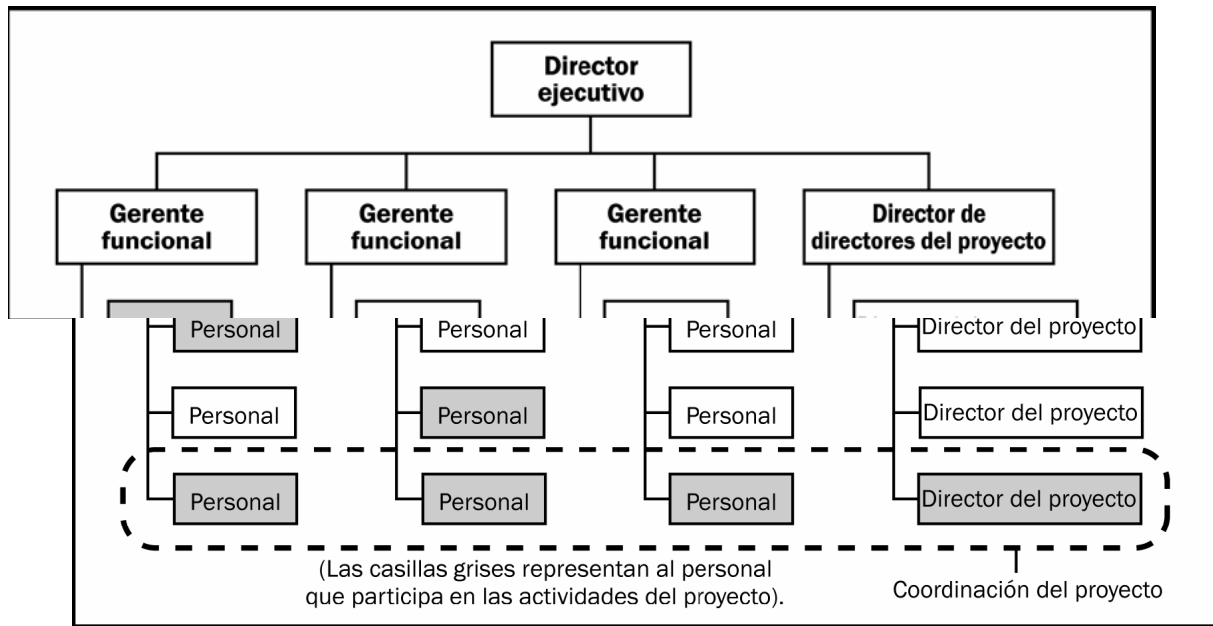 Director
ejecutivo
Gerente
funcional
Gerente
funcional
Gerente
funcional
Director de
directores del proyecto
Personal
Personal
Personal
Director del proyecto
Personal
Personal
Personal
Director del proyecto
Personal
Personal
Personal
Director del proyecto
(Las casillas grises representan al personal
que participa en las actividades del proyecto).
Coordinación del proyecto